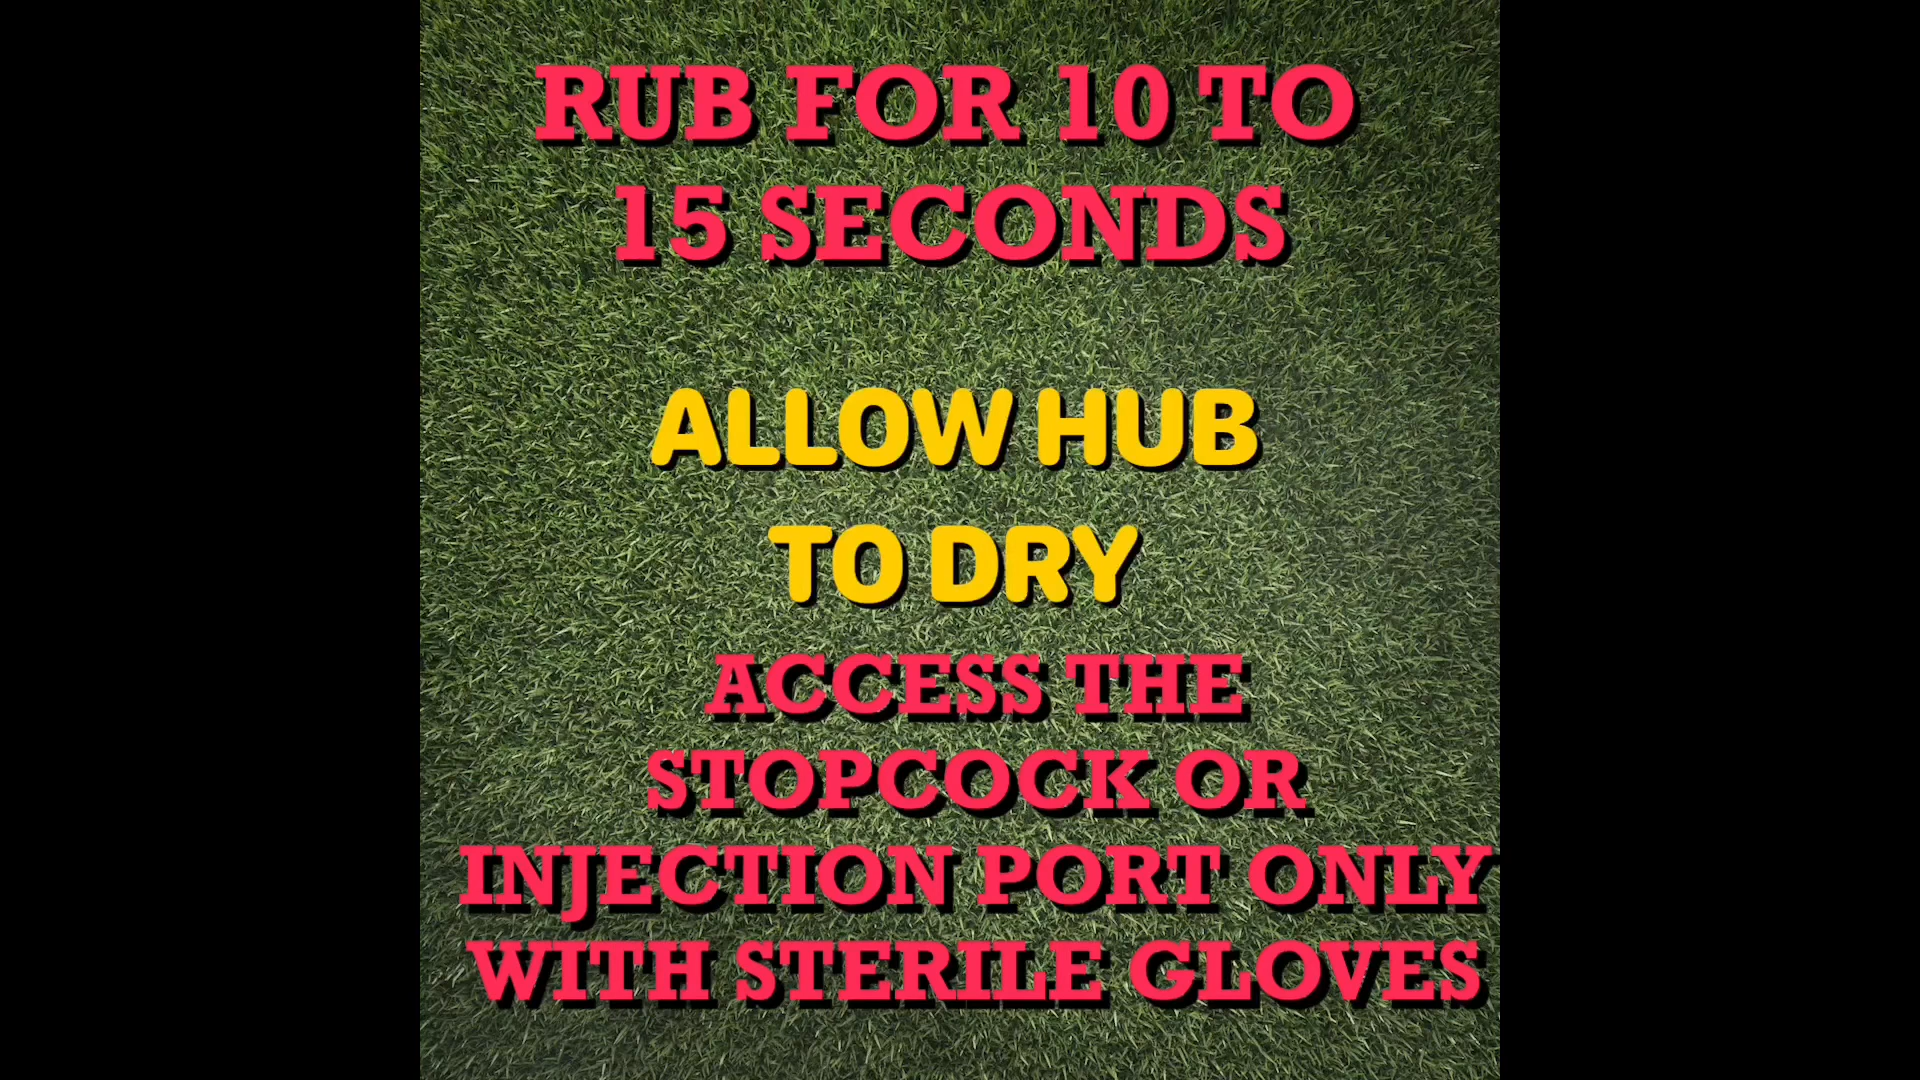 RUB FOR 10 TO
15 SECONDS
ALLOW HUB
TO DRY
ACCESS THE
STOPCOCK OR
INJECTION PORT ONLY
WITH STERILE GLOVES